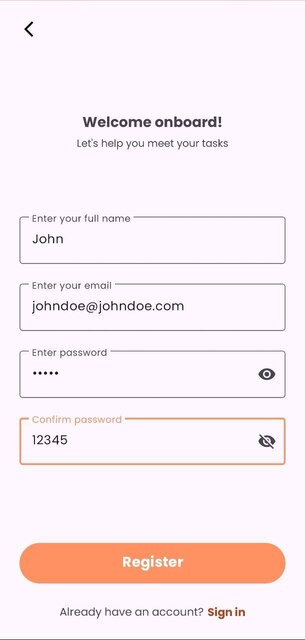 Welcome onboard!
Let's help you meet your tasks
Enter your full name
John
Enter your email
johndoe@johndoe.com
Enter password
•••••
Confirm password
12345
Register
Already have an account? Sign in